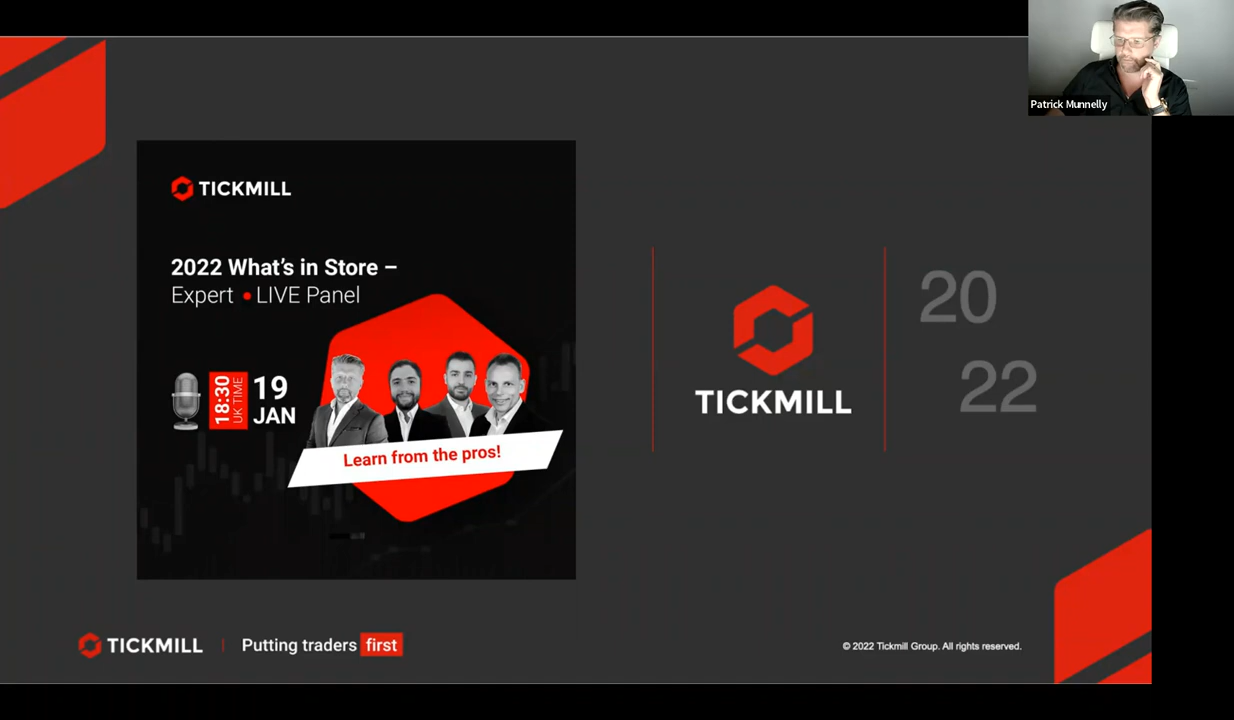 Patrick Munnelly
TICKMILL
2022 What's in Store –
Expert • LIVE Panel
18:30
UK TIME
19
JAN
Learn from the pros!
TICKMILL
20
22
TICKMILL | Putting traders first
© 2022 Tickmill Group. All rights reserved.